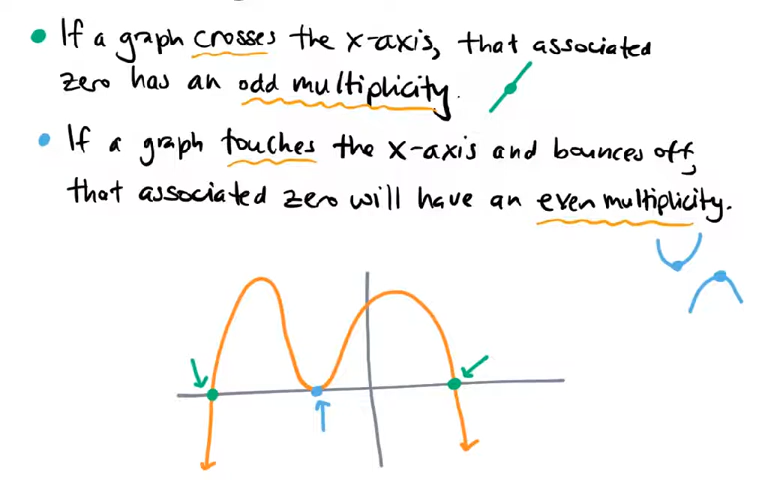 If a graph crosses the x-axis, that associated
zero has an odd multiplicity.
If a graph touches the x-axis and bounces off,
that associated zero will have an even multiplicity.